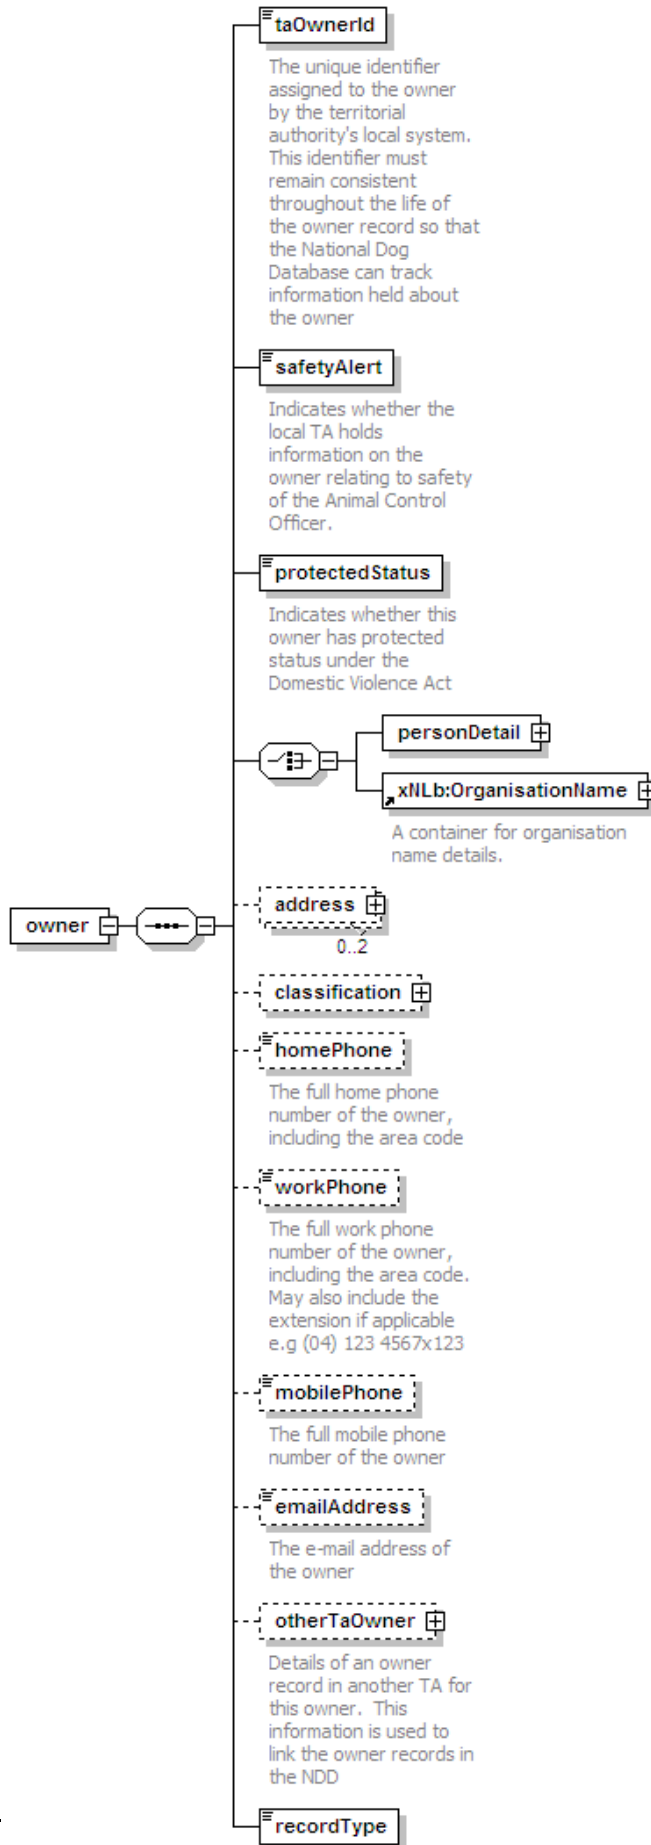 taOwnerId
The unique identifier
assigned to the owner
by the territorial
authority's local system.
This identifier must
remain consistent
throughout the life of
the owner record so that
the National Dog
Database can track
information held about
the owner
safetyAlert
Indicates whether the
local TA holds
information on the
owner relating to safety
of the Animal Control
Officer.
protectedStatus
Indicates whether this
owner has protected
status under the
Domestic Violence Act
personDetail
xNLb:OrganisationName
A container for organisation
name details.
address
0..2
owner
classification
homePhone
The full home phone
number of the owner,
including the area code
workPhone
The full work phone
number of the owner,
including the area code.
May also include the
extension if applicable
e.g (04) 123 4567x123
mobilePhone
The full mobile phone
number of the owner
emailAddress
The e-mail address of
the owner
otherTaOwner
Details of an owner
record in another TA for
this owner.  This
information is used to
link the owner records in
the NDD
recordType